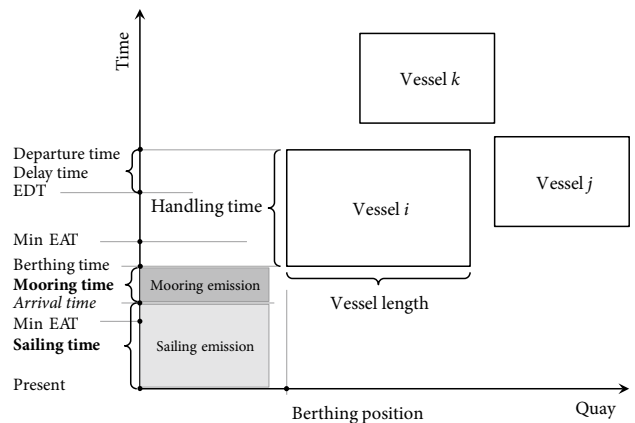 Time
Vessel k
Departure time
Delay time
EDT
Handling time
Vessel i
Vessel j
Min EAT
Berthing time
Mooring time
Mooring emission
Arrival time
Vessel length
Min EAT
Sailing time
Sailing emission
Present
Berthing position
Quay